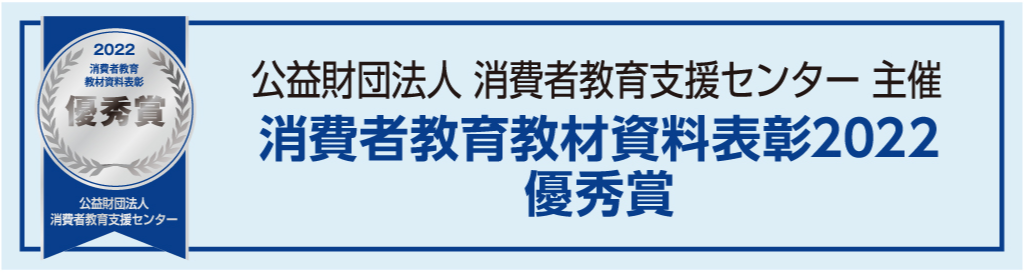 2022
消費者教育
教材資料表彰
優秀賞
公益財団法人
消費者教育支援センター
公益財団法人 消費者教育支援センター 主催
消費者教育教材資料表彰2022
優秀賞